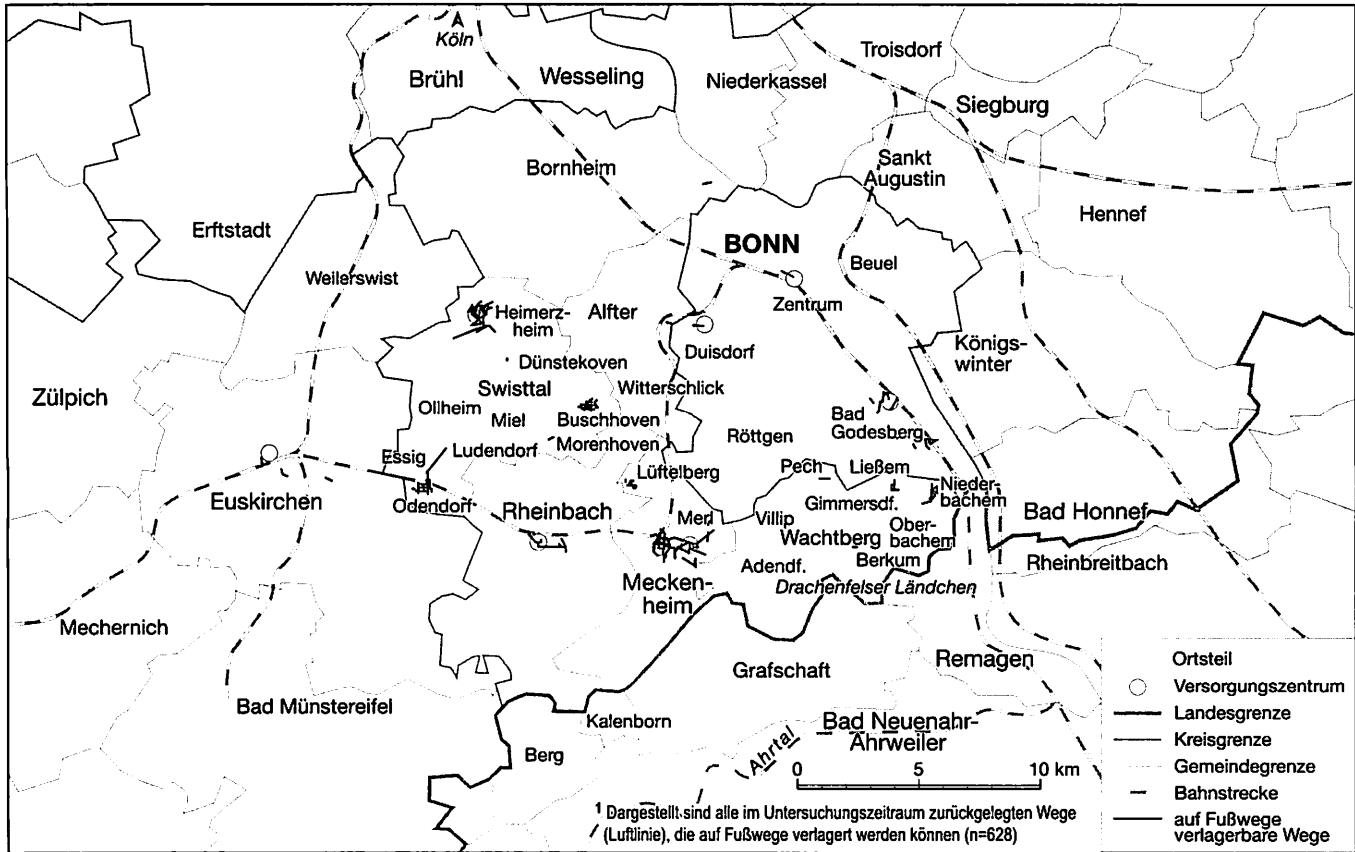 Köln
Brühl
Wesseling
Niederkassel
Troisdorf
Siegburg
Bornheim
Sankt
Augustin
Hennef
Erftstadt
BONN
Beuel
Weilerswist
Zentrum
Heimerz-
heim
Alfter
Duisdorf
Königs-
winter
Dünstekoven
Zülpich
Swisttal
Witterschlick
Ollheim
Miel
Buschhoven
Bad
Godesberg
Röttgen
Morenhoven
Essig
Ludendorf
Lüftelberg
Pech
Ließem
Euskirchen
Odendorf
Gimmersdf.
Nieder-
bachem
Rheinbach
Merl
Villip
Bad Honnef
Wachtberg
Ober-
bachem
Berkum
Rheinbreitbach
Adendf.
Mecken-
heim
Drachenfelser Ländchen
Mechernich
Grafschaft
Remagen
Bad Münstereifel
Kalenborn
Bad Neuenahr-
Ahrweiler
Berg
Ahrtal
0 5 10 km
1 Dargestellt sind alle im Untersuchungszeitraum zurückgelegten Wege
(Luftlinie), die auf Fußwege verlagert werden können (n=628)
Ortsteil
Versorgungszentrum
Landesgrenze
Kreisgrenze
Gemeindegrenze
Bahnstrecke
auf Fußwege
verlagerbare Wege